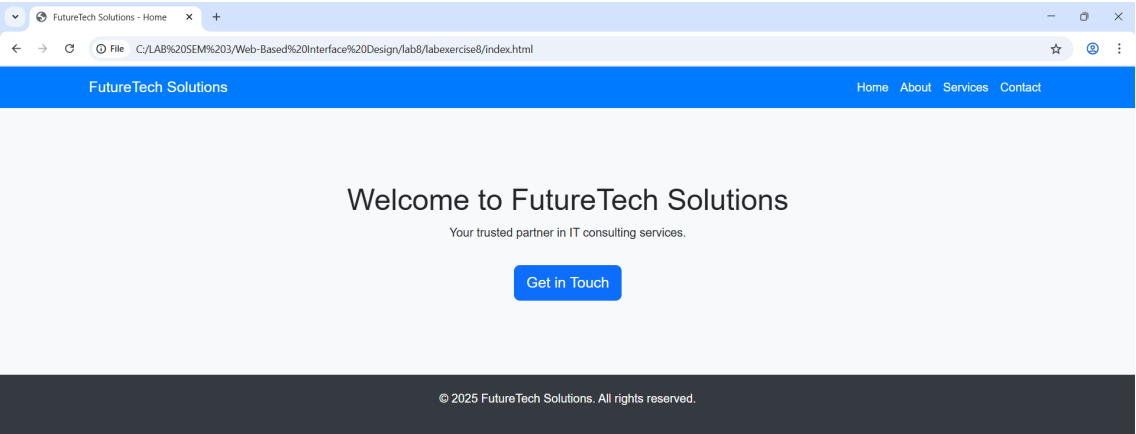 FutureTech Solutions - Home
File C:/LAB%20SEM%203/Web-Based%20Interface%20Design/lab8/labexercise8/index.html
FutureTech Solutions Home About Services Contact
Welcome to FutureTech Solutions
Your trusted partner in IT consulting services.
Get in Touch
© 2025 FutureTech Solutions. All rights reserved.